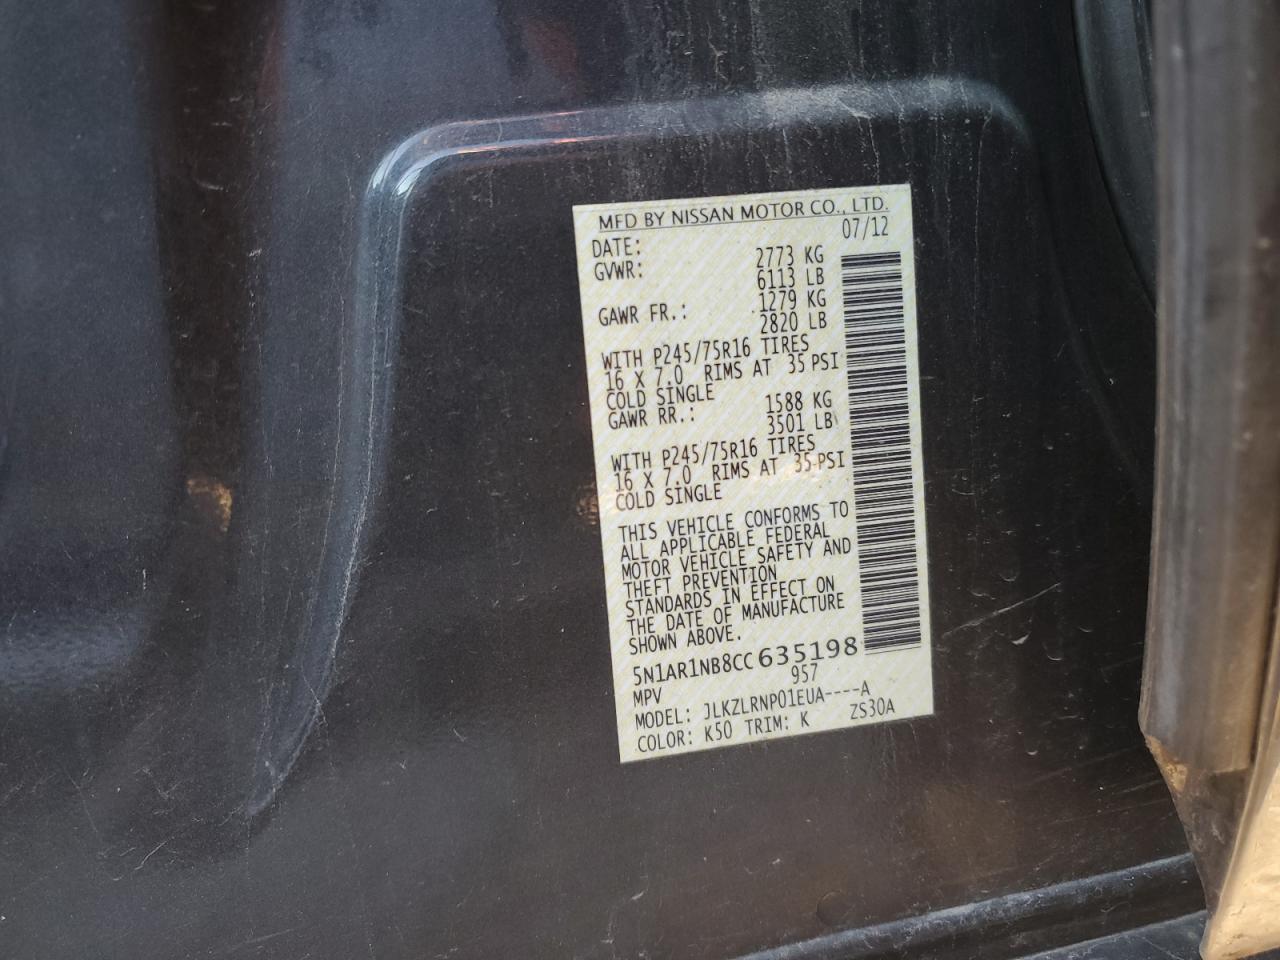 MFD BY NISSAN MOTOR CO., LTD.
DATE: 07/12
GVWR: 2773 KG
6113 LB
GAWR FR.: 1279 KG
2820 LB
WITH P245/75R16 TIRES
16 X 7.0 RIMS AT 35 PSI
COLD SINGLE
GAWR RR.: 1588 KG
3501 LB
WITH P245/75R16 TIRES
16 X 7.0 RIMS AT 35 PSI
COLD SINGLE
THIS VEHICLE CONFORMS TO
ALL APPLICABLE FEDERAL
MOTOR VEHICLE SAFETY AND
THEFT PREVENTION
STANDARDS IN EFFECT ON
THE DATE OF MANUFACTURE
SHOWN ABOVE.
5N1AR1NB8CC635198
MPV 957
MODEL: JLKZLRNP01EUA----A
COLOR: K50 TRIM: K ZS30A